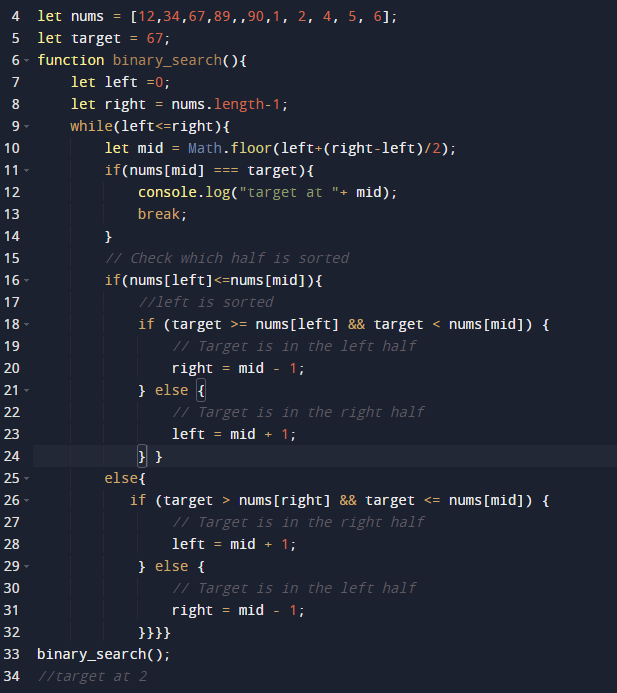 4 let nums = [12,34,67,89,,90,1, 2, 4, 5, 6];
5 let target = 67;
6 function binary_search(){
7 let left =0;
8 let right = nums.length-1;
9 while(left<=right){
10 let mid = Math.floor(left+(right-left)/2);
11 if(nums[mid] === target){
12 console.log("target at "+ mid);
13 break;
14 }
15 // Check which half is sorted
16 if(nums[left]<=nums[mid]){
17 //left is sorted
18 if (target >= nums[left] && target < nums[mid]) {
19 // Target is in the left half
20 right = mid - 1;
21 } else {
22 // Target is in the right half
23 left = mid + 1;
24 } }
25 else{
26 if (target > nums[right] && target <= nums[mid]) {
27 // Target is in the right half
28 left = mid + 1;
29 } else {
30 // Target is in the left half
31 right = mid - 1;
32 }}}}
33 binary_search();
34 //target at 2